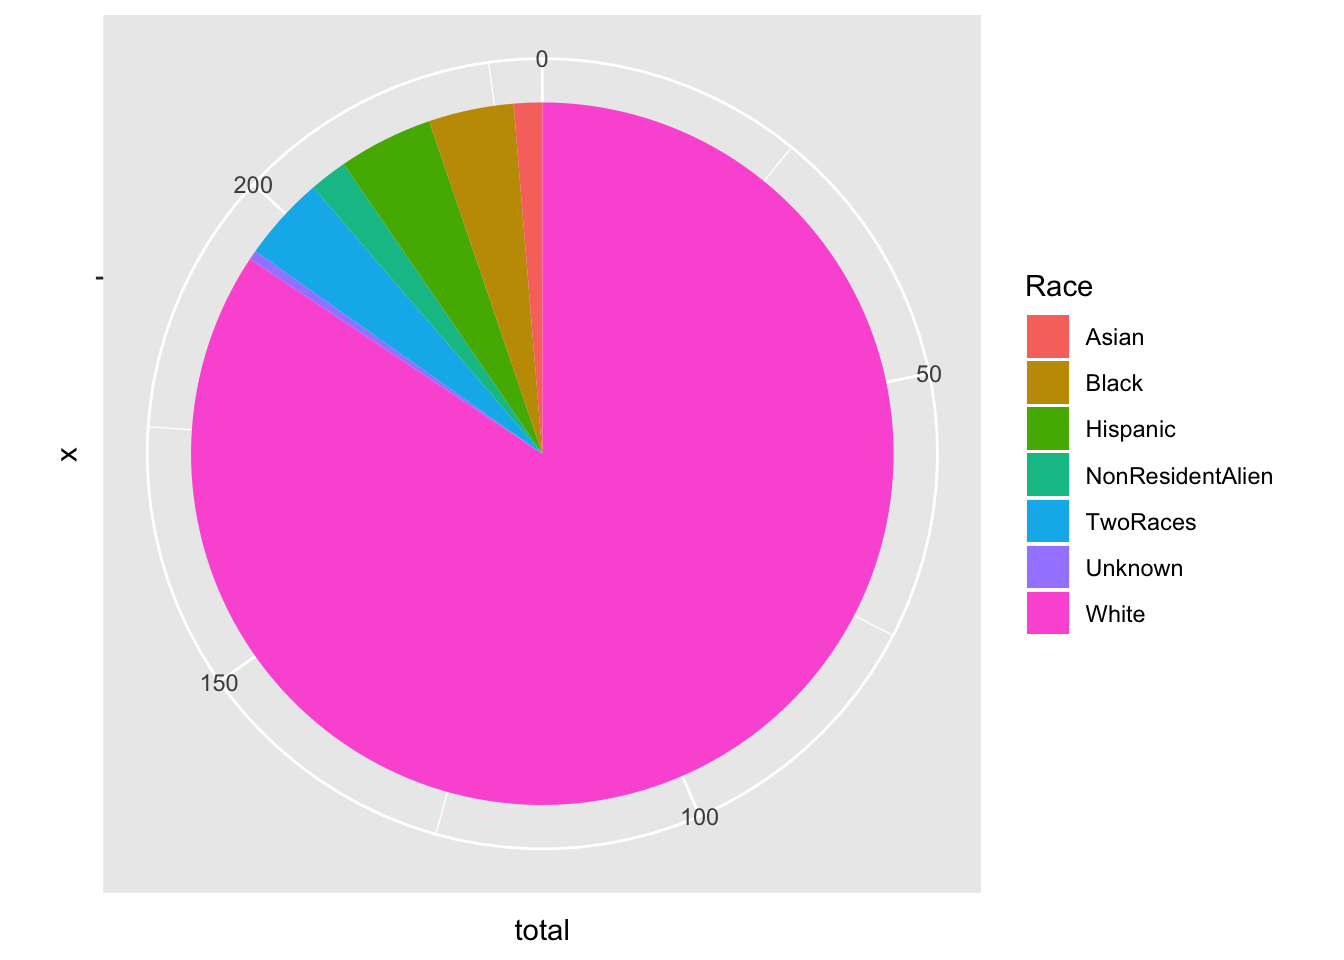 0
200
50
x
150
100
total
Race
Asian
Black
Hispanic
NonResidentAlien
TwoRaces
Unknown
White